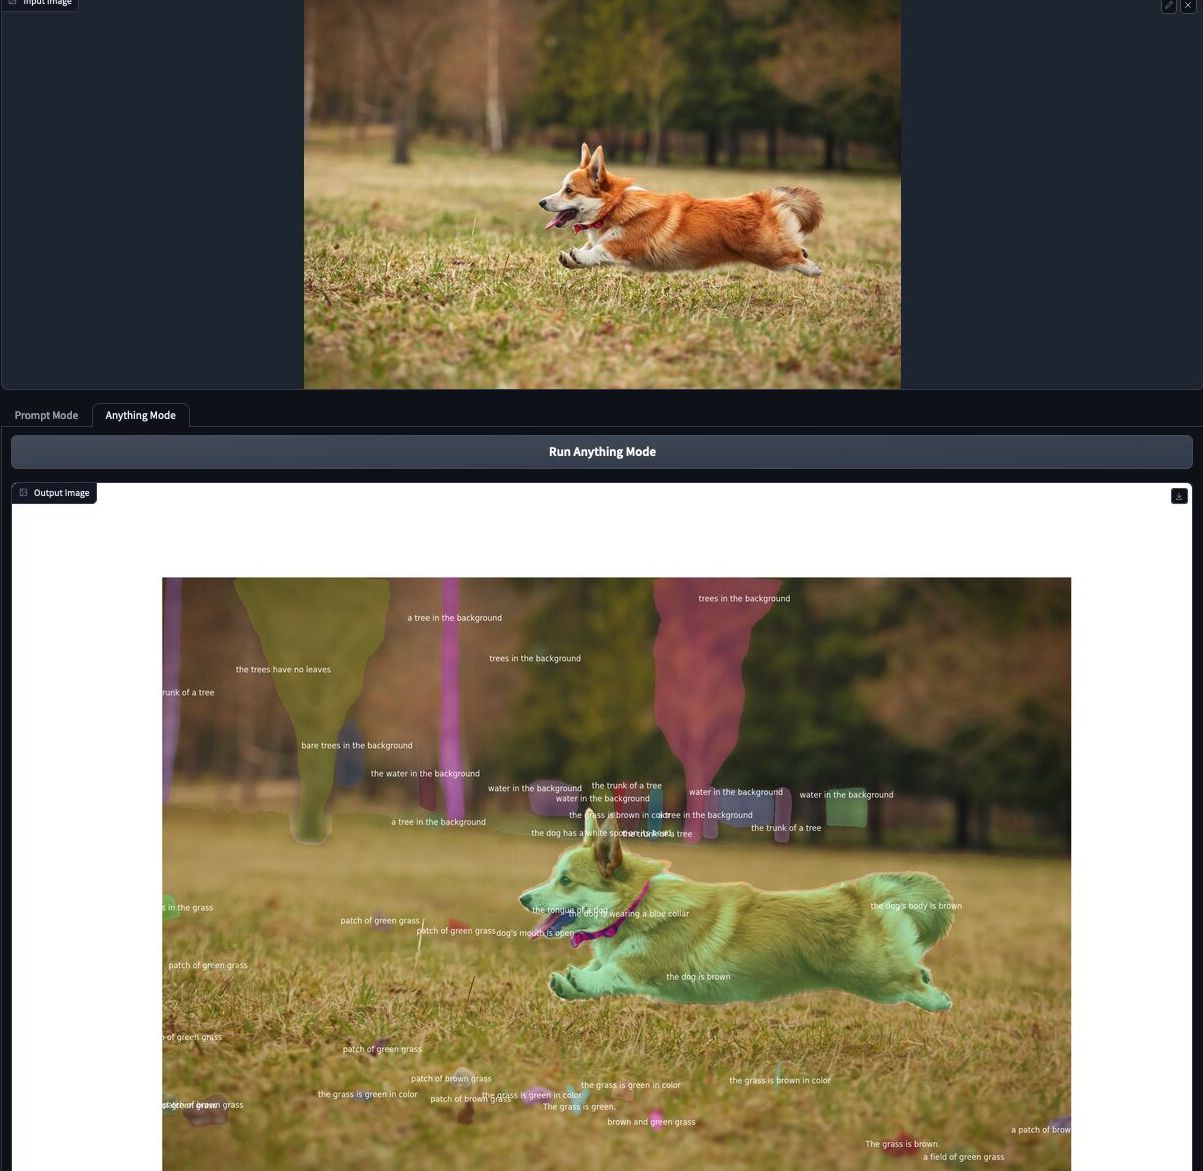 Input Image
Prompt Mode
Anything Mode
Run Anything Mode
Output Image
trees in the background
a tree in the background
trees in the background
the trees have no leaves
runk of a tree
bare trees in the background
the water in the background
the trunk of a tree
water in the background
water in the background
water in the background
water in the background
a tree in the background
the grass is brown in color
a tree in the background
the trunk of a tree
the dog has a white spot on its head
the trunk of a tree
s in the grass
the dog's body is brown
the tongue of a dog
the dog is wearing a blue collar
patch of green grass
patch of green grass
dog's mouth is open
patch of green grass
the dog is brown
of green grass
patch of green grass
patch of brown grass
the grass is brown in color
the grass is green in color
the grass is green in color
the grass is green in color
patch of brown grass
The grass is green.
brown and green grass
a patch of brow
The grass is brown.
a field of green grass